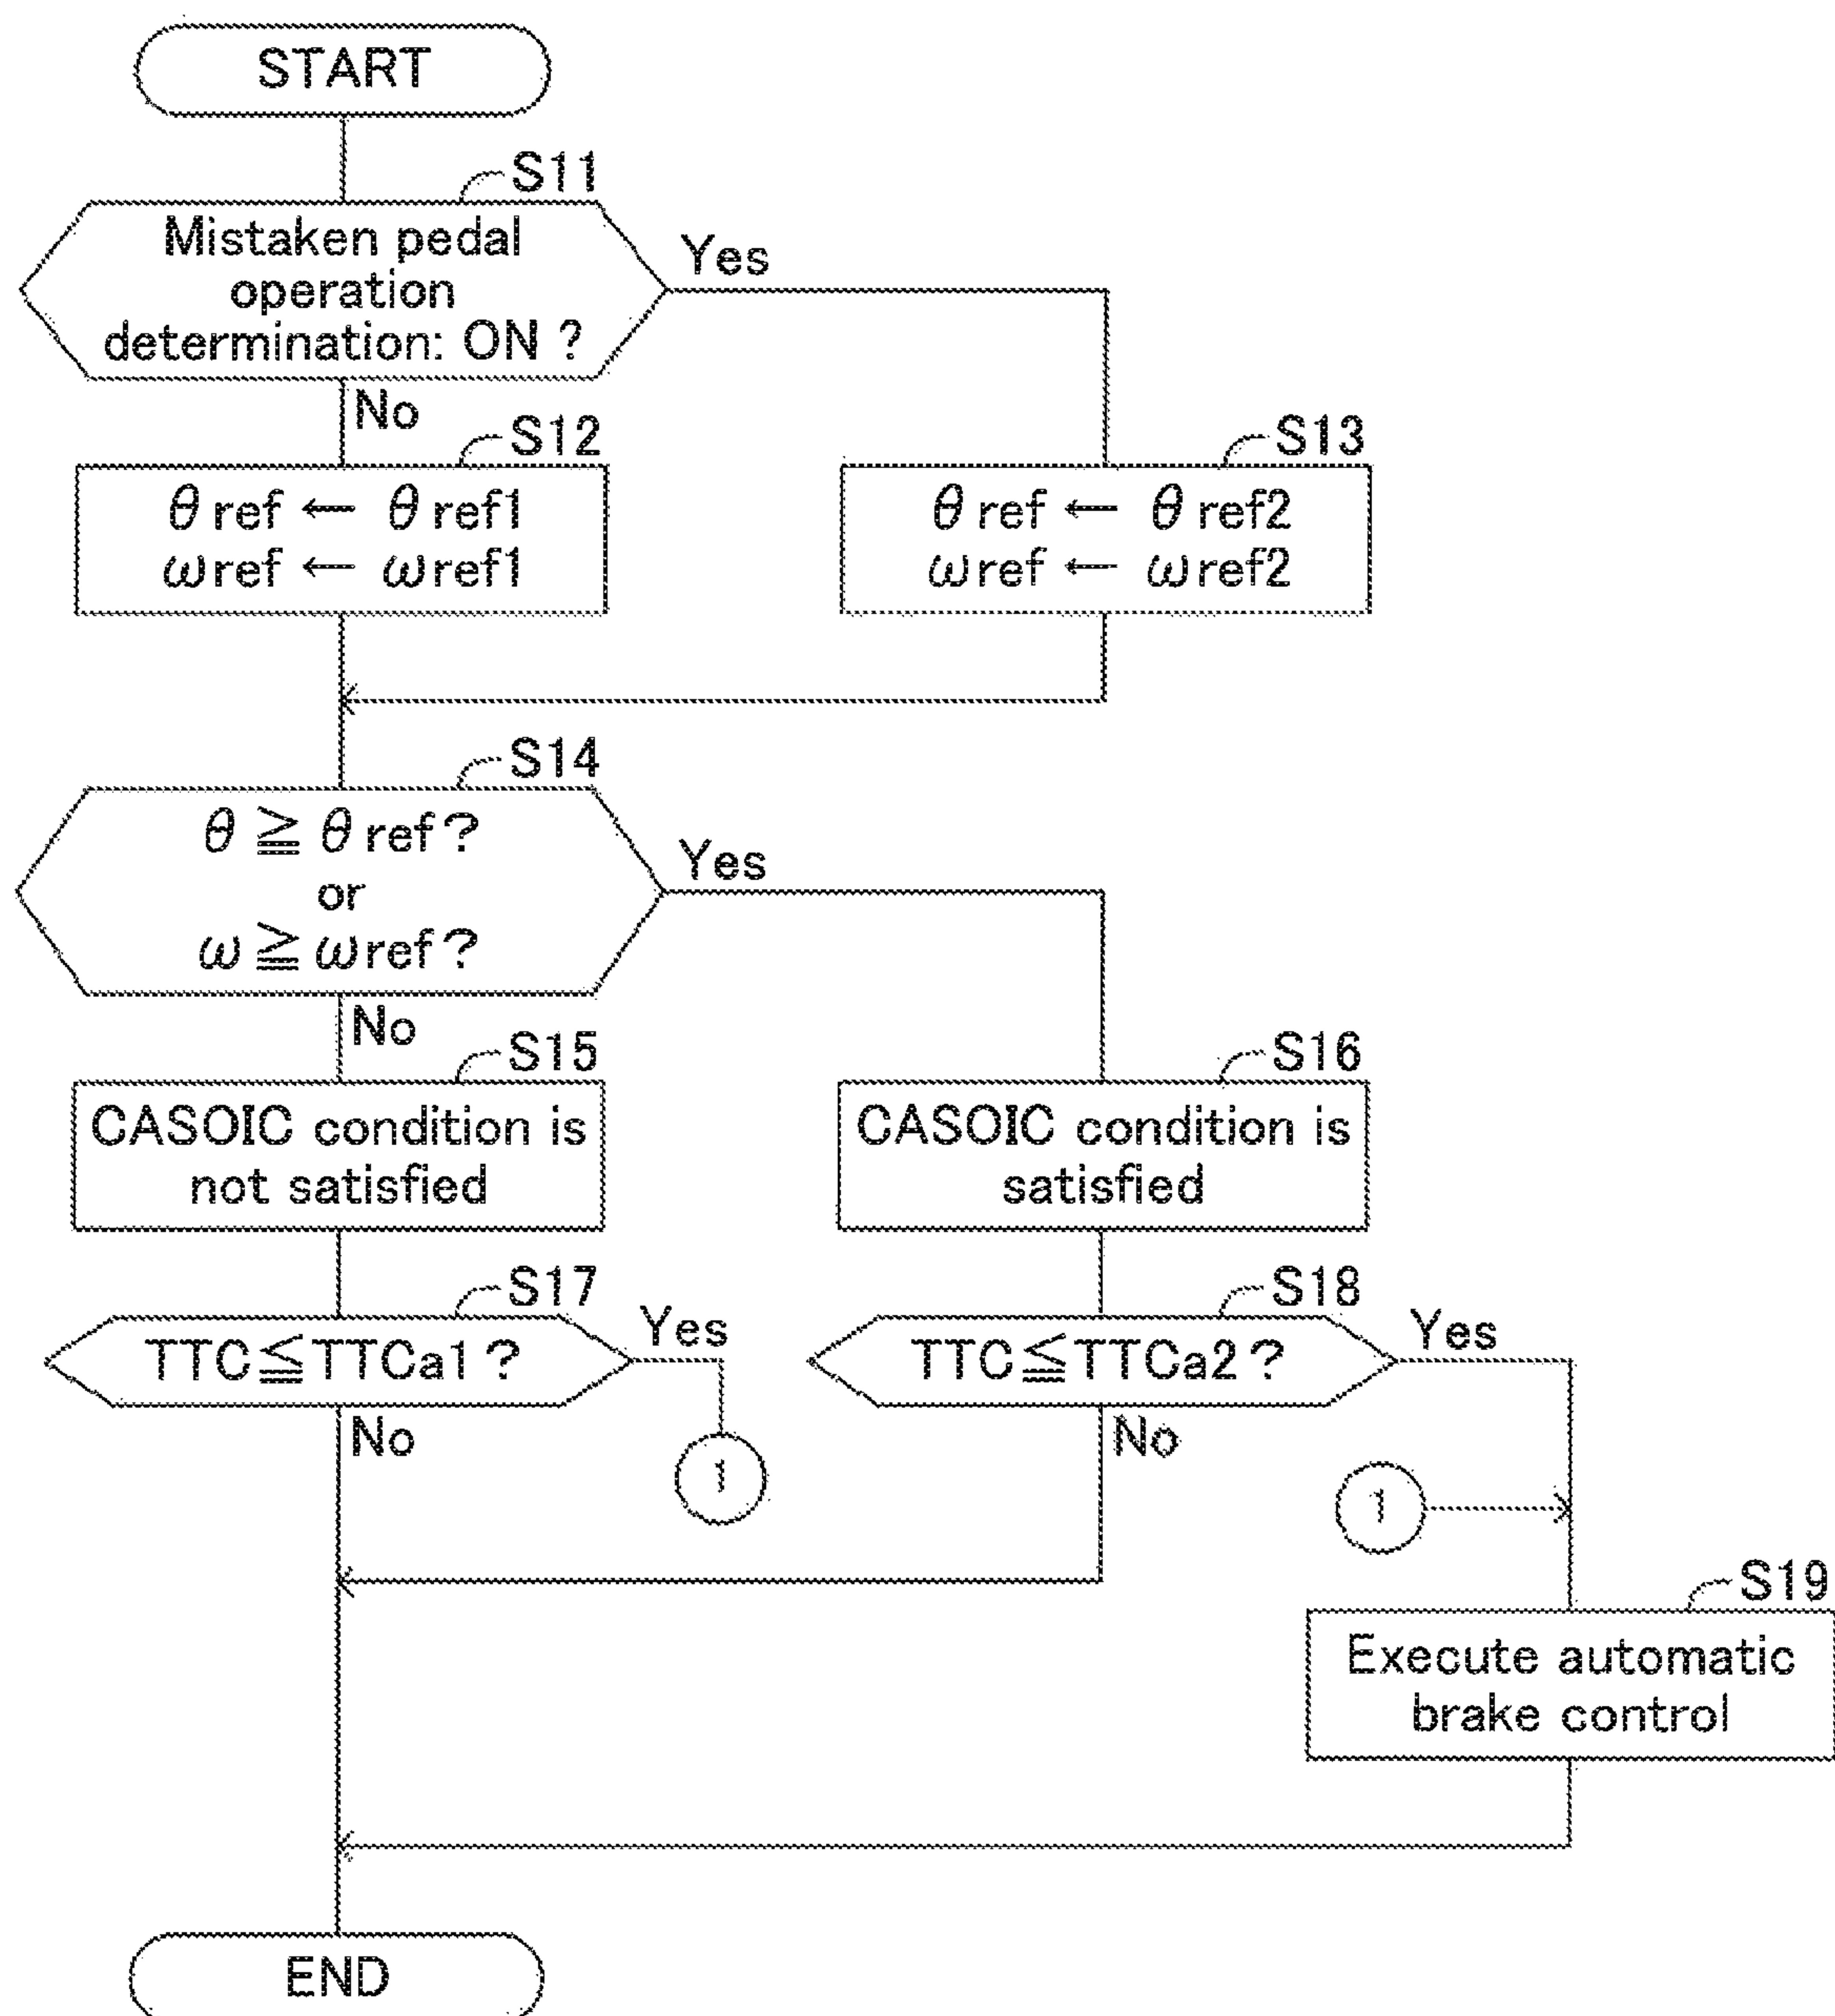 START
S11
Mistaken pedal
operation
determination: ON ?
Yes
No
S12
θref ← θref1
ωref ← ωref1
S13
θref ← θref2
ωref ← ωref2
S14
θ ≧ θref?
or
ω ≧ ωref?
Yes
No
S15
CASOIC condition is
not satisfied
S16
CASOIC condition is
satisfied
S17
TTC≦TTCa1?
Yes
No
1
S18
TTC≦TTCa2?
Yes
No
1
S19
Execute automatic
brake control
END